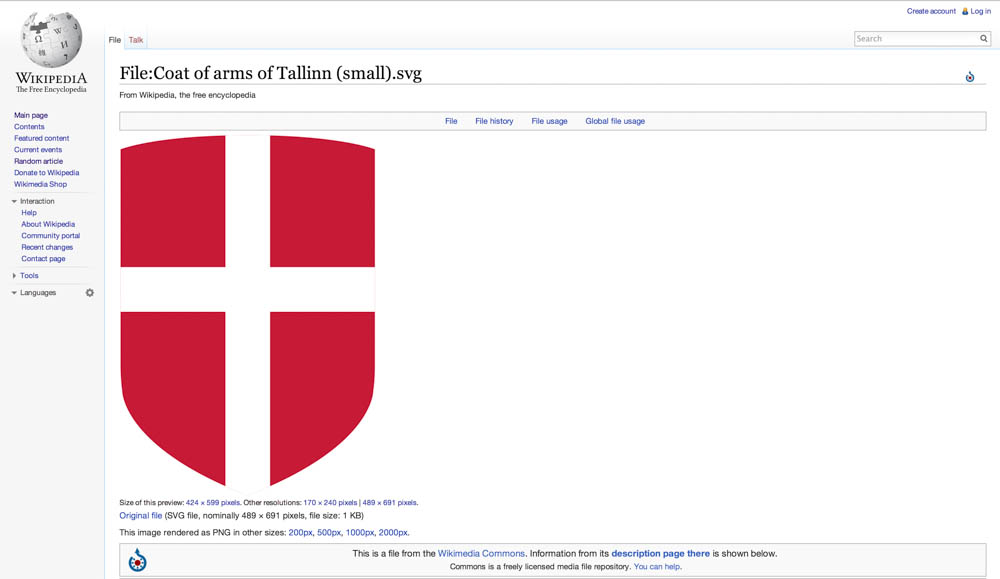 Create account Log in
WIKIPEDIA
The Free Encyclopedia
File Talk
Search
File:Coat of arms of Tallinn (small).svg
From Wikipedia, the free encyclopedia
Main page
Contents
Featured content
Current events
Random article
Donate to Wikipedia
Wikimedia Shop
Interaction
Help
About Wikipedia
Community portal
Recent changes
Contact page
Tools
Languages
File File history File usage Global file usage
Size of this preview: 424 × 599 pixels. Other resolutions: 170 × 240 pixels | 489 × 691 pixels.
Original file (SVG file, nominally 489 × 691 pixels, file size: 1 KB)
This image rendered as PNG in other sizes: 200px, 500px, 1000px, 2000px.
This is a file from the Wikimedia Commons. Information from its description page there is shown below.
Commons is a freely licensed media file repository. You can help.